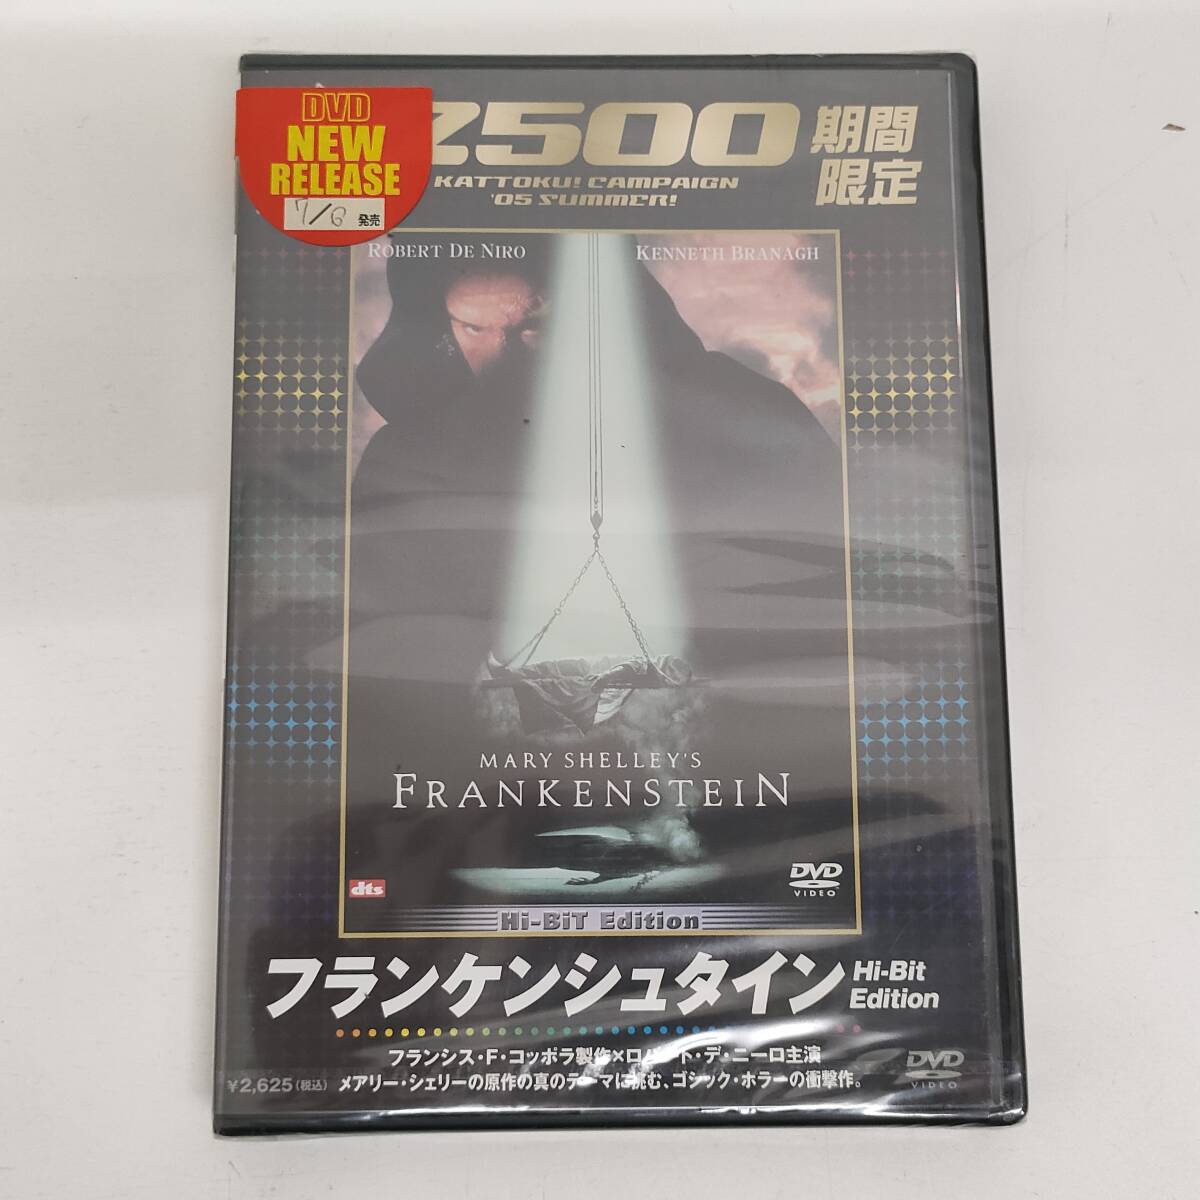 DVD
NEW
RELEASE
7/6 発売
2500
期間
限定
KATTOKU! CAMPAIGN
'05 SUMMER!
ROBERT DE NIRO
KENNETH BRANAGH
MARY SHELLEY'S
FRANKENSTEIN
dts
DVD
VIDEO
Hi-BiT Edition
フランケンシュタイン
Hi-Bit
Edition
フランシス・F・コッポラ製作×ロバート・デ・ニーロ主演
¥2,625(税込)
メアリー・シェリーの原作の真のテーマに挑む、ゴシック・ホラーの衝撃作。
DVD
VIDEO